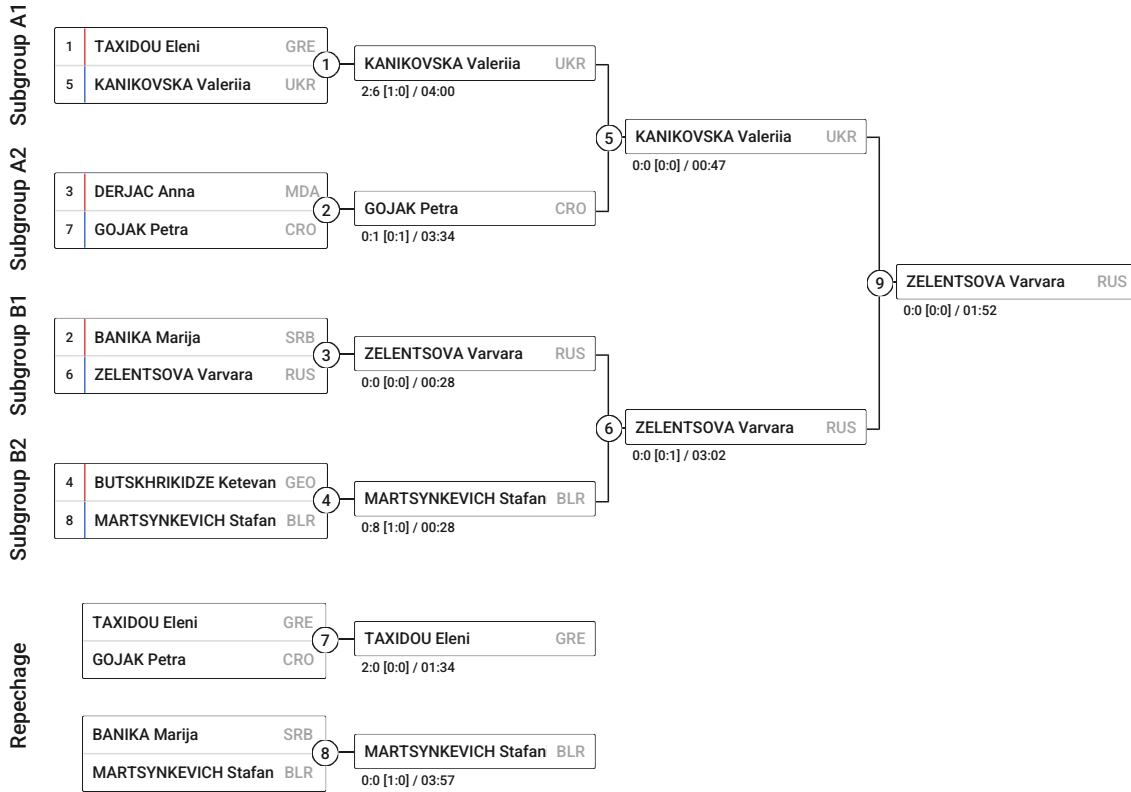 Subgroup A1
1 TAXIDOU Eleni GRE
5 KANIKOVSKA Valeriia UKR
1
KANIKOVSKA Valeriia UKR
2:6 [1:0] / 04:00
Subgroup A2
3 DERJAC Anna MDA
7 GOJAK Petra CRO
2
GOJAK Petra CRO
0:1 [0:1] / 03:34
5
KANIKOVSKA Valeriia UKR
0:0 [0:0] / 00:47
Subgroup B1
2 BANIKA Marija SRB
6 ZELENTSOVA Varvara RUS
3
ZELENTSOVA Varvara RUS
0:0 [0:0] / 00:28
Subgroup B2
4 BUTSKHRIKIDZE Ketevan GEO
8 MARTSYNKEVICH Stafan BLR
4
MARTSYNKEVICH Stafan BLR
0:8 [1:0] / 00:28
6
ZELENTSOVA Varvara RUS
0:0 [0:1] / 03:02
9
ZELENTSOVA Varvara RUS
0:0 [0:0] / 01:52
Repechage
TAXIDOU Eleni GRE
GOJAK Petra CRO
7
TAXIDOU Eleni GRE
2:0 [0:0] / 01:34
BANIKA Marija SRB
MARTSYNKEVICH Stafan BLR
8
MARTSYNKEVICH Stafan BLR
0:0 [1:0] / 03:57